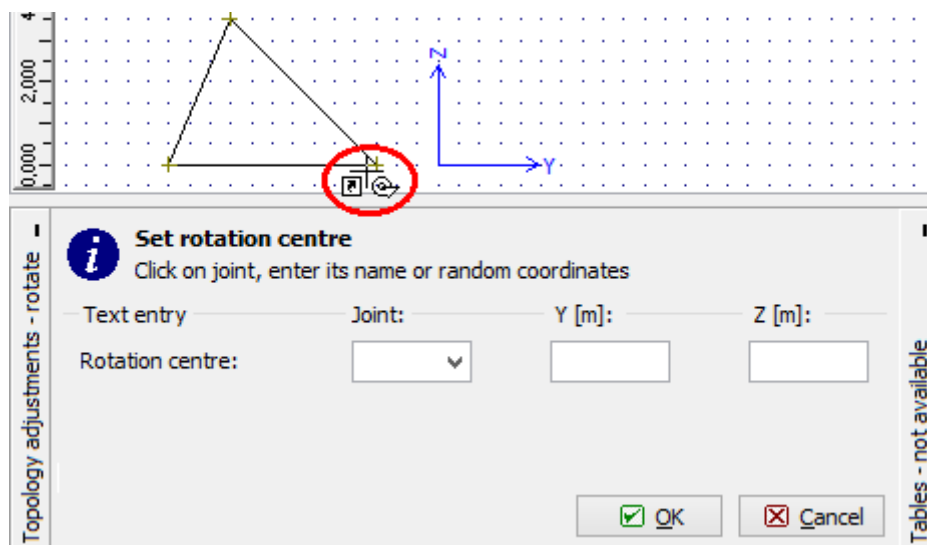 4
2,000
0,000
Z
Y
Topology adjustments - rotate
Set rotation centre
Click on joint, enter its name or random coordinates
Text entry Joint: Y [m]: Z [m]:
Rotation centre:
OK Cancel
Tables - not available